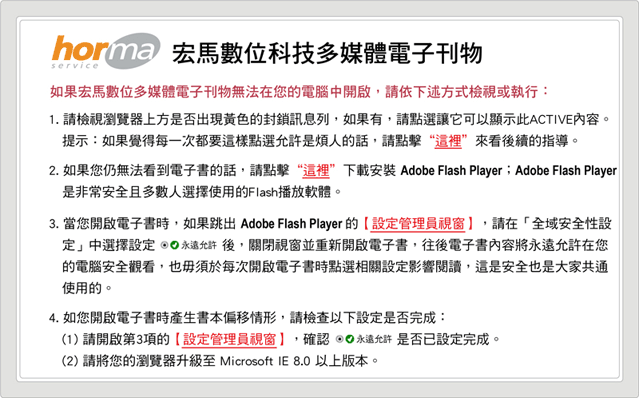 horma
service
宏馬數位科技多媒體電子刊物
如果宏馬數位多媒體電子刊物無法在您的電腦中開啟，請依下述方式檢視或執行：
1. 請檢視瀏覽器上方是否出現黃色的封鎖訊息列，如果有，請點選讓它可以顯示此ACTIVE內容。
提示：如果覺得每一次都要這樣點選允許是煩人的話，請點擊“這裡”來看後續的指導。
2. 如果您仍無法看到電子書的話，請點擊“這裡”下載安裝 Adobe Flash Player；Adobe Flash Player
是非常安全且多數人選擇使用的Flash播放軟體。
3. 當您開啟電子書時，如果跳出 Adobe Flash Player 的【設定管理員視窗】，請在「全域安全性設
定」中選擇設定 永遠允許 後，關閉視窗並重新開啟電子書，往後電子書內容將永遠允許在您
的電腦安全觀看，也毋須於每次開啟電子書時點選相關設定影響閱讀，這是安全也是大家共通
使用的。
4. 如您開啟電子書時產生書本偏移情形，請檢查以下設定是否完成：
(1) 請開啟第3項的【設定管理員視窗】，確認 永遠允許 是否已設定完成。
(2) 請將您的瀏覽器升級至 Microsoft IE 8.0 以上版本。